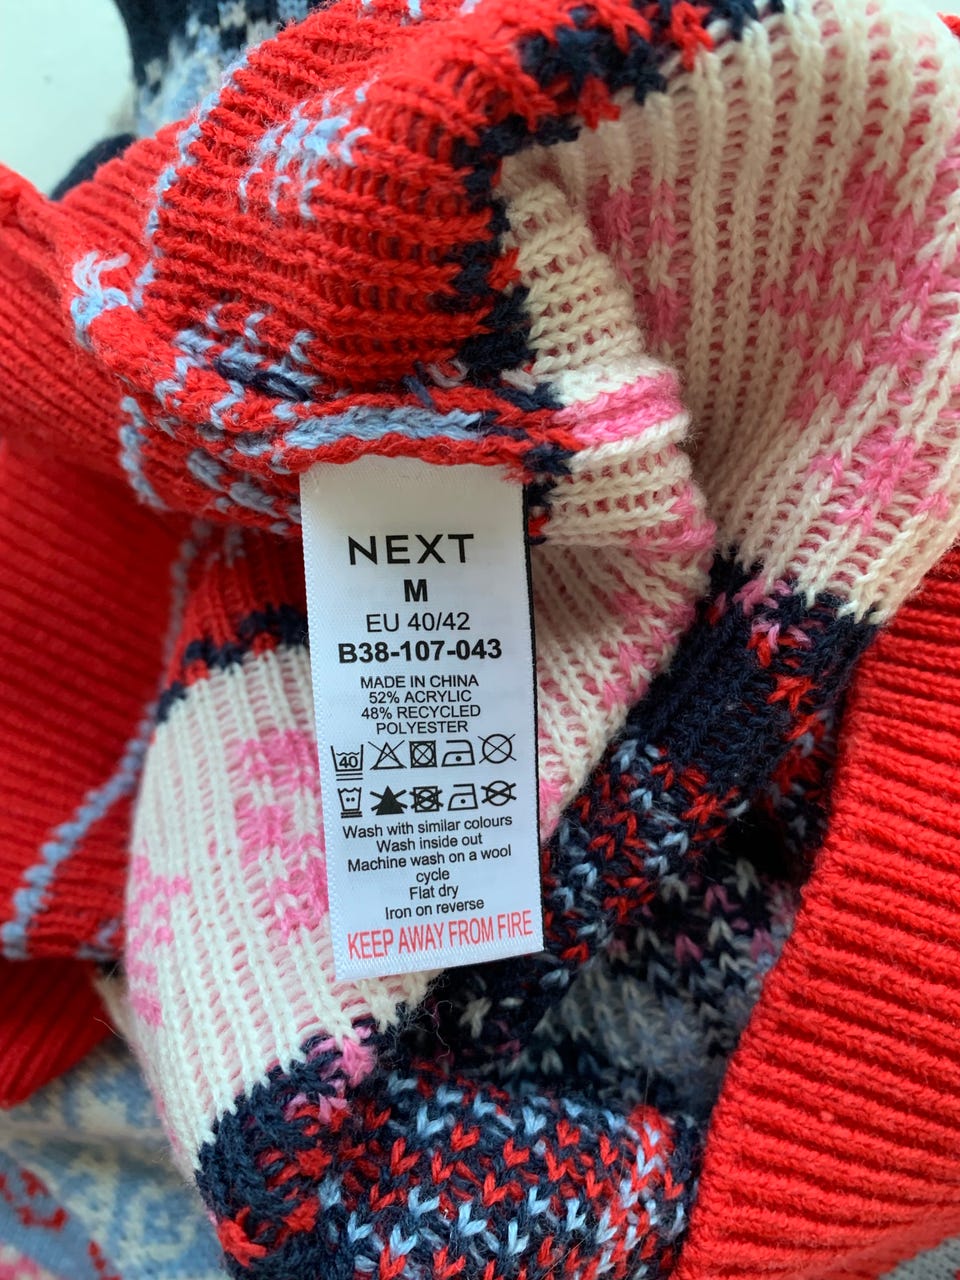 NEXT
M
EU 40/42
B38-107-043
MADE IN CHINA
52% ACRYLIC
48% RECYCLED
POLYESTER
40
Wash with similar colours
Wash inside out
Machine wash on a wool
cycle
Flat dry
Iron on reverse
KEEP AWAY FROM FIRE